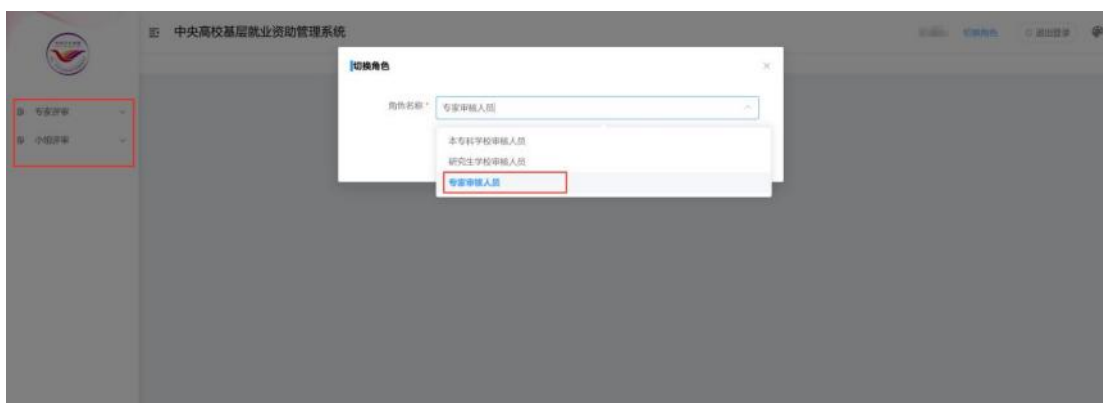 中央高校基层就业资助管理系统
切换角色
退出登录
切换角色
角色名称 *
专家审核人员
本专科学校审核人员
研究生学校审核人员
专家审核人员
专家评审
小组评审